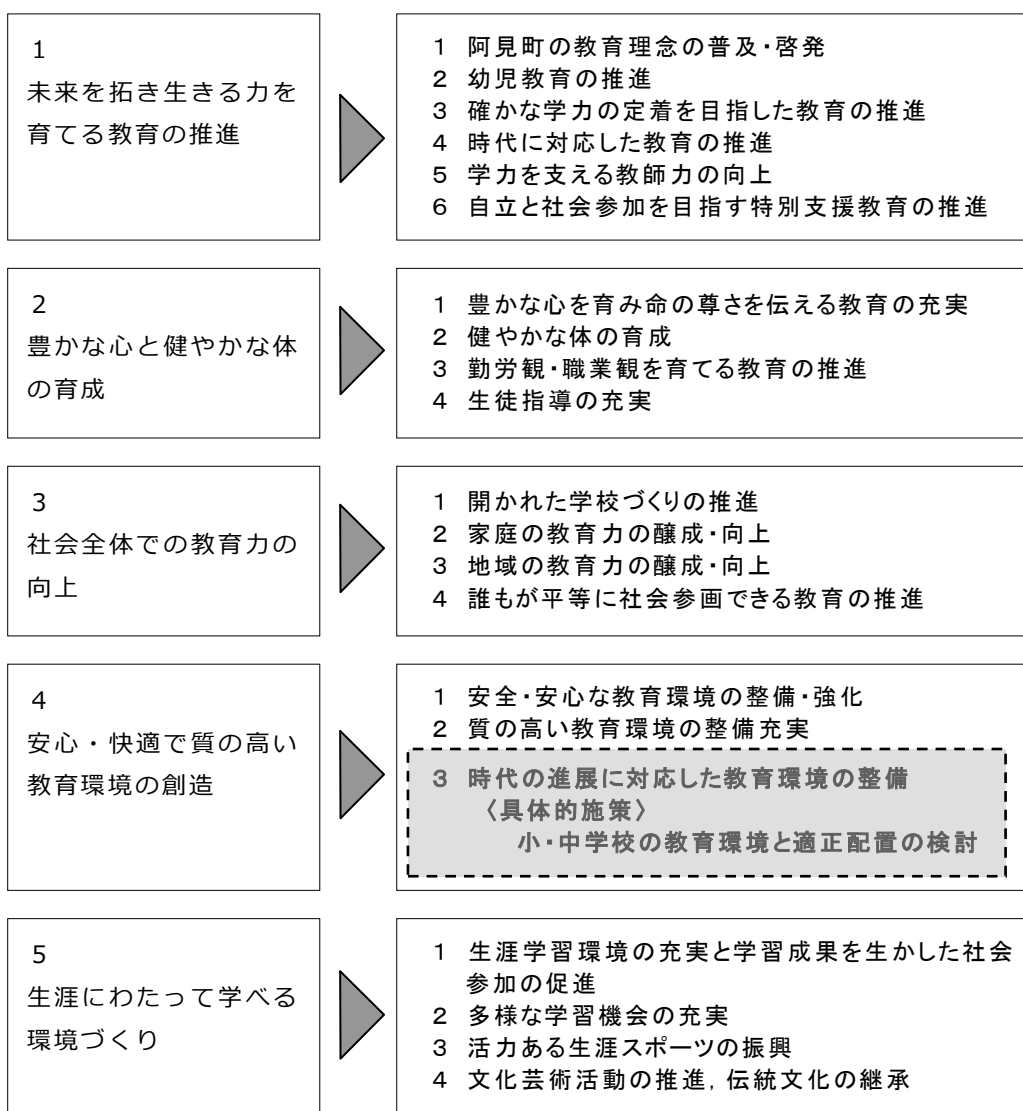 1
未来を拓き生きる力を
育てる教育の推進
1 阿見町の教育理念の普及・啓発
2 幼児教育の推進
3 確かな学力の定着を目指した教育の推進
4 時代に対応した教育の推進
5 学力を支える教師力の向上
6 自立と社会参加を目指す特別支援教育の推進
2
豊かな心と健やかな体
の育成
1 豊かな心を育み命の尊さを伝える教育の充実
2 健やかな体の育成
3 勤労観・職業観を育てる教育の推進
4 生徒指導の充実
3
社会全体での教育力の
向上
1 開かれた学校づくりの推進
2 家庭の教育力の醸成・向上
3 地域の教育力の醸成・向上
4 誰もが平等に社会参画できる教育の推進
4
安心・快適で質の高い
教育環境の創造
1 安全・安心な教育環境の整備・強化
2 質の高い教育環境の整備充実
3 時代の進展に対応した教育環境の整備
〈具体的施策〉
小・中学校の教育環境と適正配置の検討
5
生涯にわたって学べる
環境づくり
1 生涯学習環境の充実と学習成果を生かした社会
参加の促進
2 多様な学習機会の充実
3 活力ある生涯スポーツの振興
4 文化芸術活動の推進，伝統文化の継承